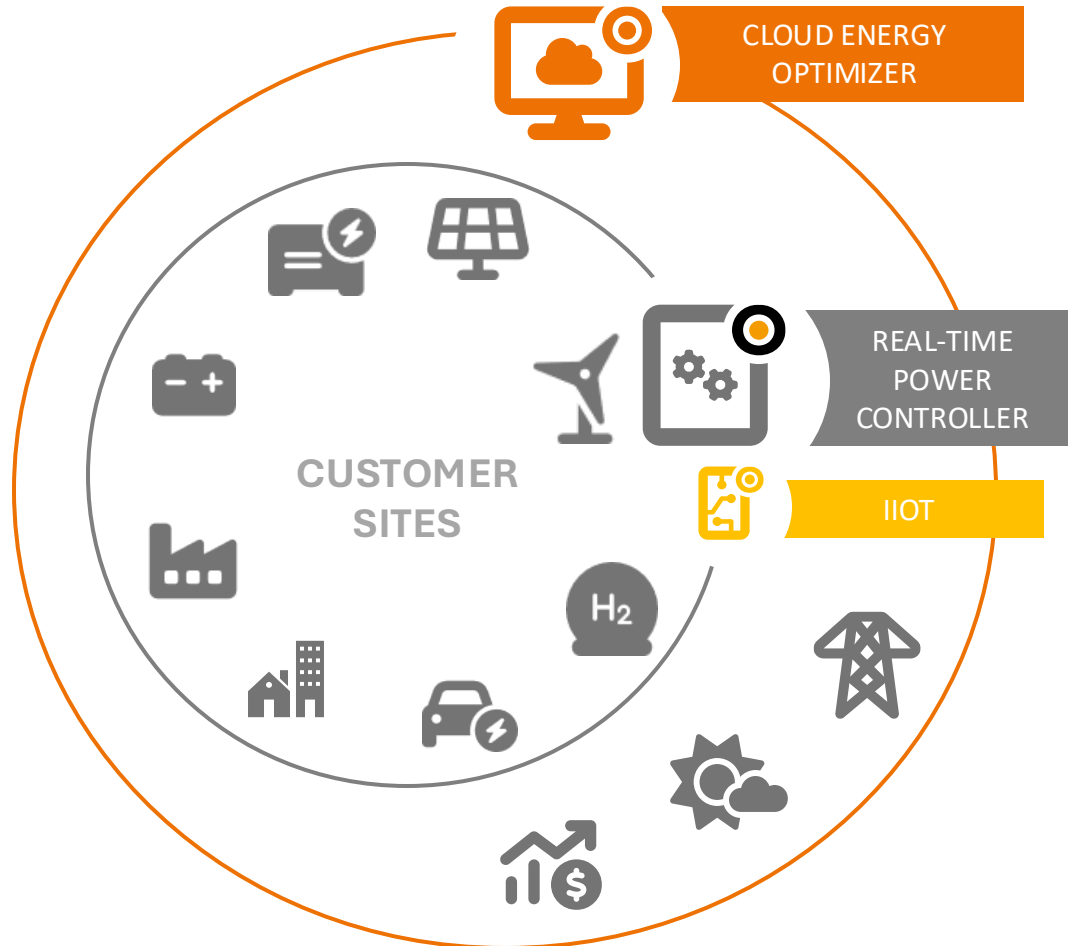 CLOUD ENERGY
OPTIMIZER
REAL-TIME
POWER
CONTROLLER
CUSTOMER
SITES
IIOT
H2
$